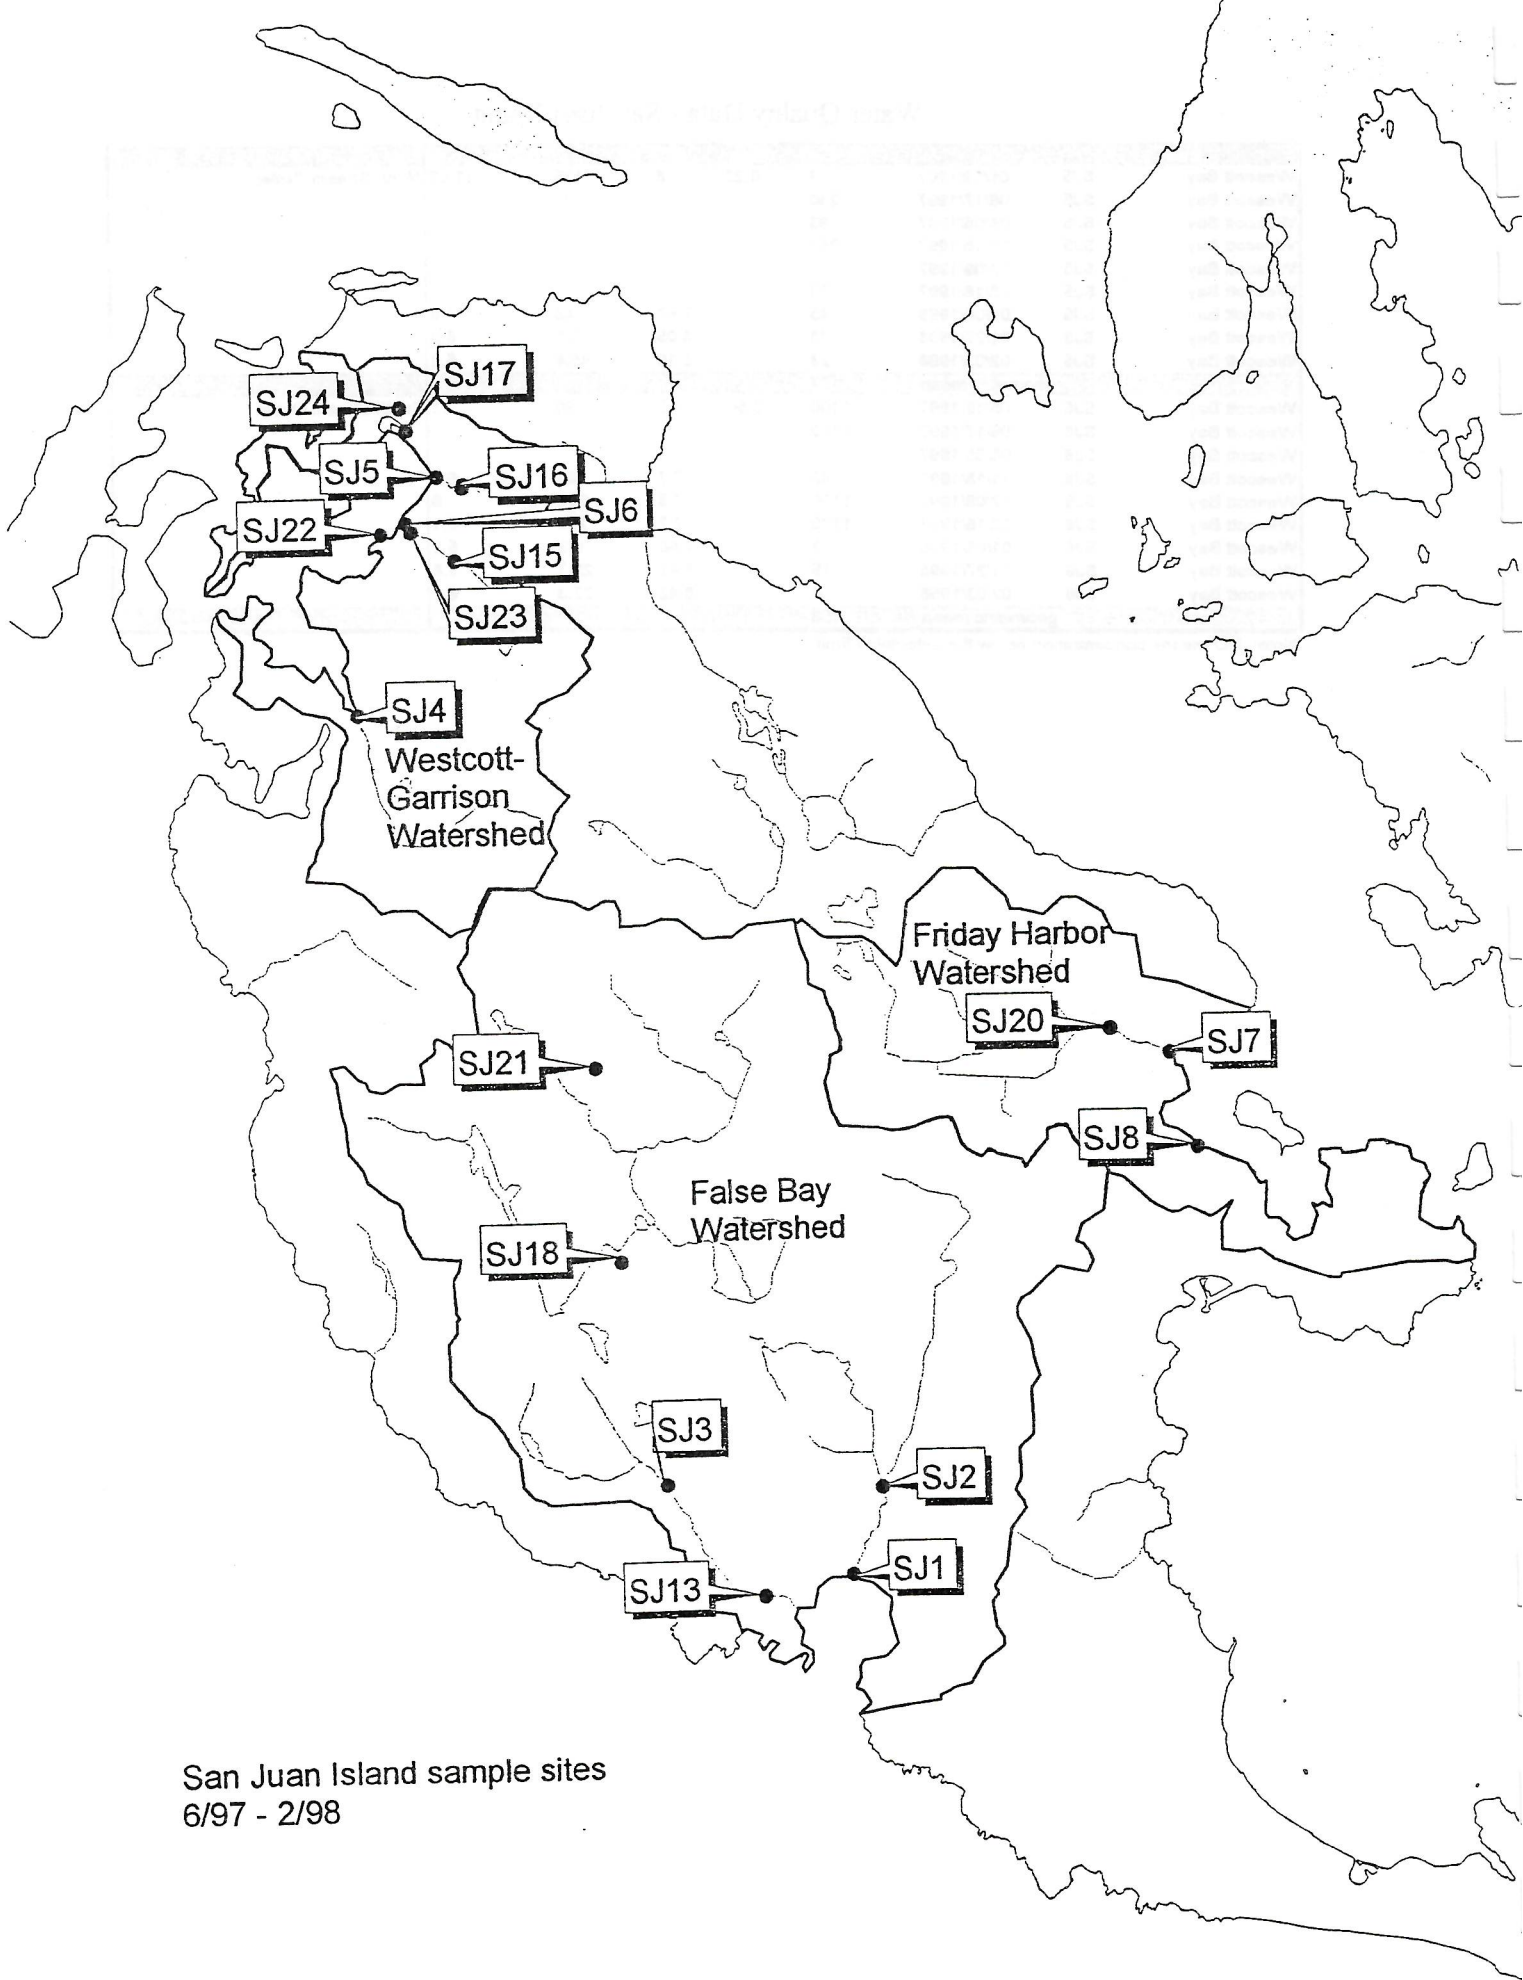 SJ17
SJ24
SJ5
SJ16
SJ6
SJ22
SJ15
SJ23
SJ4
Westcott-
Garrison
Watershed
Friday Harbor
Watershed
SJ20
SJ7
SJ21
SJ8
False Bay
Watershed
SJ18
SJ3
SJ2
SJ1
SJ13
San Juan Island sample sites
6/97 - 2/98